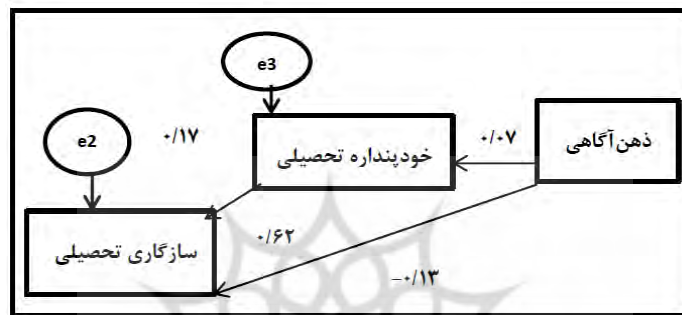 e3
ذهن‌آگاهی
۰/۰۷
خودپنداره تحصیلی
۰/۱۷
e2
سازگاری تحصیلی
۰/۶۲
–۰/۱۳